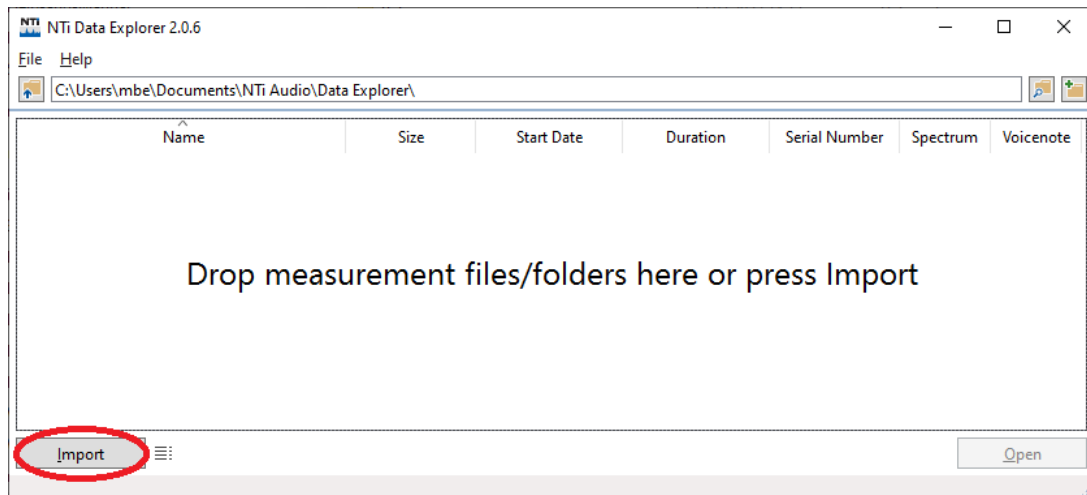 NTi NTi Data Explorer 2.0.6
File Help
C:\Users\mbe\Documents\NTi Audio\Data Explorer\
Name Size Start Date Duration Serial Number Spectrum Voicenote
Drop measurement files/folders here or press Import
Import Open